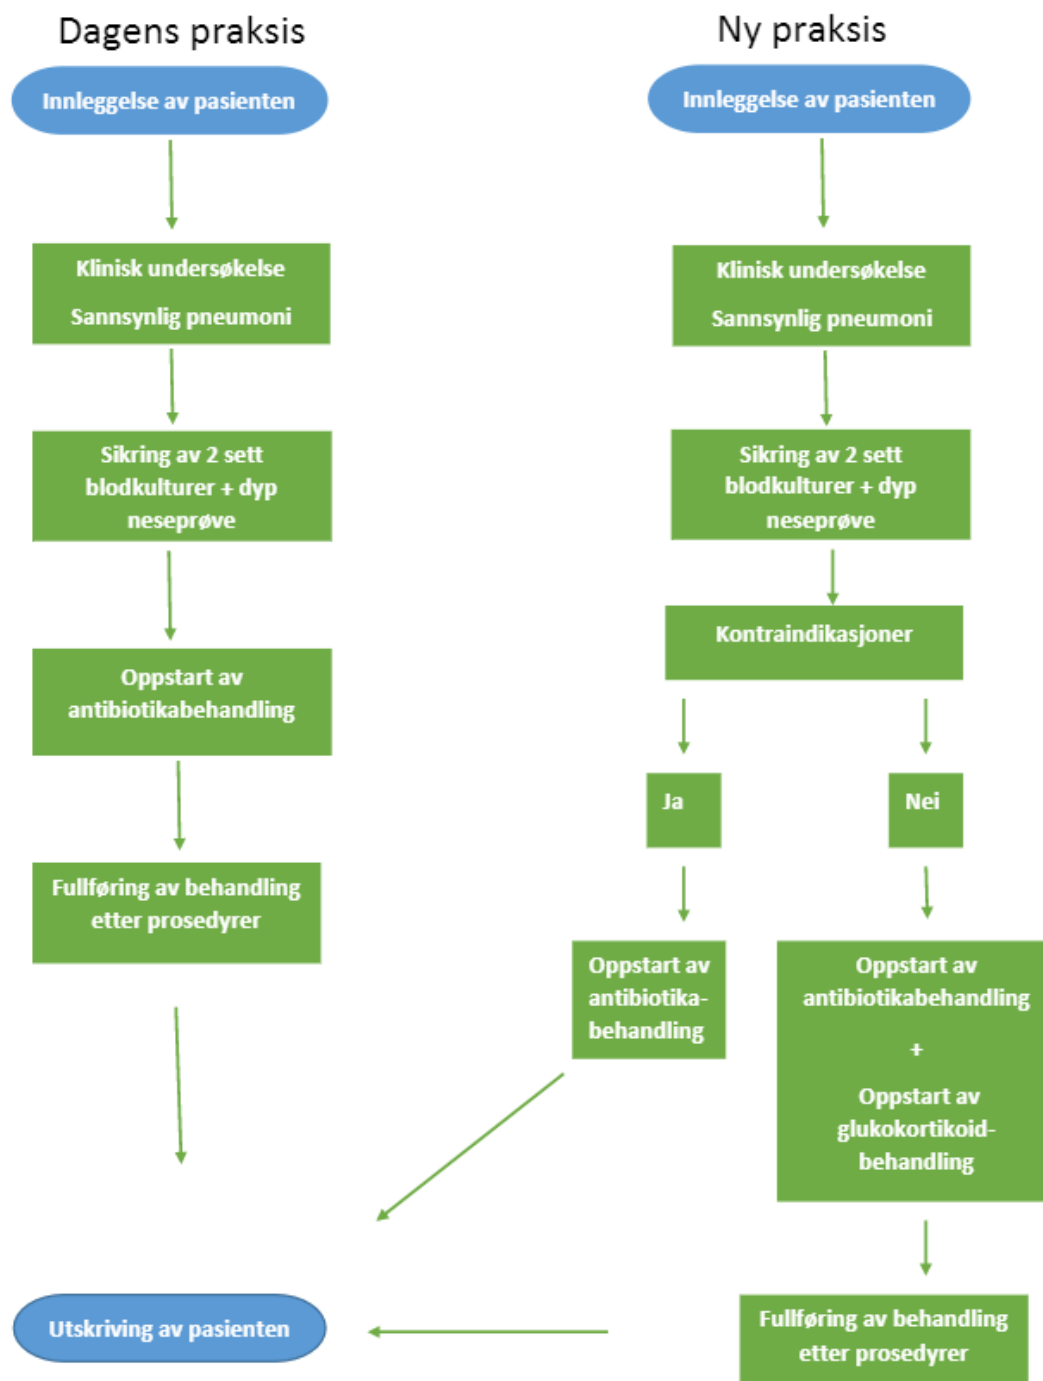 Dagens praksis
Innleggelse av pasienten
Klinisk undersøkelse
Sannsynlig pneumoni
Sikring av 2 sett
blodkulturer + dyp
neseprøve
Oppstart av
antibiotikabehandling
Fullføring av behandling
etter prosedyrer
Utskriving av pasienten
Ny praksis
Innleggelse av pasienten
Klinisk undersøkelse
Sannsynlig pneumoni
Sikring av 2 sett
blodkulturer + dyp
neseprøve
Kontraindikasjoner
Ja
Nei
Oppstart av
antibiotika-
behandling
Oppstart av
antibiotikabehandling
+
Oppstart av
glukokortikoid-
behandling
Fullføring av behandling
etter prosedyrer